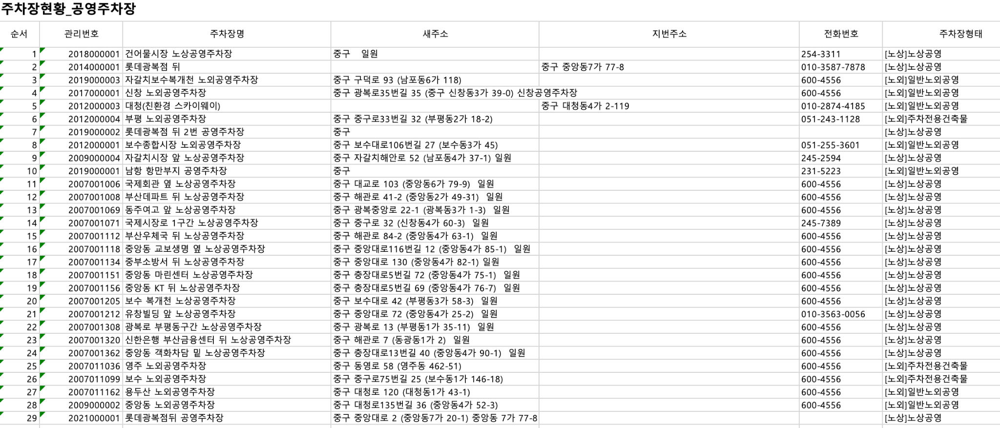 주차장현황_공영주차장
순서 관리번호 주차장명 새주소 지번주소 전화번호 주차장형태
1 2018000001 건어물시장 노상공영주차장 중구 일원 254-3311 [노상]노상공영
2 2014000001 롯데광복점 뒤 중구 중앙동7가 77-8 010-3587-7878 [노상]노상공영
3 2019000003 자갈치보수복개천 노외공영주차장 중구 구덕로 93 (남포동6가 118) 600-4556 [노외]일반노외공영
4 2017000001 신창 노외공영주차장 중구 광복로35번길 35 (중구 신창동3가 39-0) 신창공영주차장 600-4556 [노외]일반노외공영
5 2012000003 대청(친환경 스카이웨이) 중구 대청동4가 2-119 010-2874-4185 [노외]일반노외공영
6 2012000004 부평 노외공영주차장 중구 중구로33번길 32 (부평동2가 18-2) 051-243-1128 [노외]주차전용건축물
7 2019000002 롯데광복점 뒤 2번 공영주차장 중구 [노상]노상공영
8 2012000001 보수종합시장 노외공영주차장 중구 보수대로106번길 27 (보수동3가 45) 051-255-3601 [노외]일반노외공영
9 2009000004 자갈치시장 앞 노상공영주차장 중구 자갈치해안로 52 (남포동4가 37-1) 일원 245-2594 [노상]노상공영
10 2019000001 남항 항만부지 공영주차장 중구 231-5223 [노외]일반노외공영
11 2007001006 국제회관 옆 노상공영주차장 중구 대교로 103 (중앙동6가 79-9) 일원 600-4556 [노상]노상공영
12 2007001008 부산데파트 뒤 노상공영주차장 중구 해관로 41-2 (중앙동2가 49-31) 일원 600-4556 [노상]노상공영
13 2007001069 동주여고 앞 노상공영주차장 중구 광복중앙로 22-1 (광복동3가 1-3) 일원 600-4556 [노상]노상공영
14 2007001071 국제시장로 1구간 노상공영주차장 중구 중구로 32 (신창동4가 60-3) 일원 245-7389 [노상]노상공영
15 2007001112 부산우체국 뒤 노상공영주차장 중구 해관로 84-2 (중앙동4가 63-1) 일원 600-4556 [노상]노상공영
16 2007001118 중앙동 교보생명 옆 노상공영주차장 중구 중앙대로116번길 12 (중앙동4가 85-1) 일원 600-4556 [노상]노상공영
17 2007001134 중부소방서 뒤 노상공영주차장 중구 중앙대로 130 (중앙동4가 82-1) 일원 600-4556 [노상]노상공영
18 2007001151 중앙동 마린센터 노상공영주차장 중구 충장대로5번길 72 (중앙동4가 75-1) 일원 600-4556 [노상]노상공영
19 2007001156 중앙동 KT 뒤 노상공영주차장 중구 충장대로5번길 69 (중앙동4가 76-7) 일원 600-4556 [노상]노상공영
20 2007001205 보수 복개천 노상공영주차장 중구 보수대로 42 (부평동3가 58-3) 일원 600-4556 [노상]노상공영
21 2007001212 유창빌딩 앞 노상공영주차장 중구 중앙대로 72 (중앙동4가 25-2) 일원 010-3563-0056 [노상]노상공영
22 2007001308 광복로 부평동구간 노상공영주차장 중구 광복로 13 (부평동1가 35-11) 일원 600-4556 [노상]노상공영
23 2007001320 신한은행 부산금융센터 뒤 노상공영주차장 중구 해관로 7 (동광동1가 2) 일원 600-4556 [노상]노상공영
24 2007001362 중앙동 객화차담 밑 노상공영주차장 중구 충장대로13번길 40 (중앙동4가 90-1) 일원 600-4556 [노상]노상공영
25 2007011036 영주 노외공영주차장 중구 동영로 58 (영주동 462-51) 600-4556 [노외]주차전용건축물
26 2007011099 보수 노외공영주차장 중구 중구로75번길 25 (보수동1가 146-18) 600-4556 [노외]주차전용건축물
27 2007011162 용두산 노외공영주차장 중구 대청로 120 (대청동1가 43-1) 600-4556 [노외]일반노외공영
28 2009000002 중앙동 노외공영주차장 중구 대청로135번길 36 (중앙동4가 52-3) 600-4556 [노외]일반노외공영
29 2021000001 롯데광복점뒤 공영주차장 중구 중앙대로 2 (중앙동7가 20-1) 중앙동 7가 77-8 [노상]노상공영